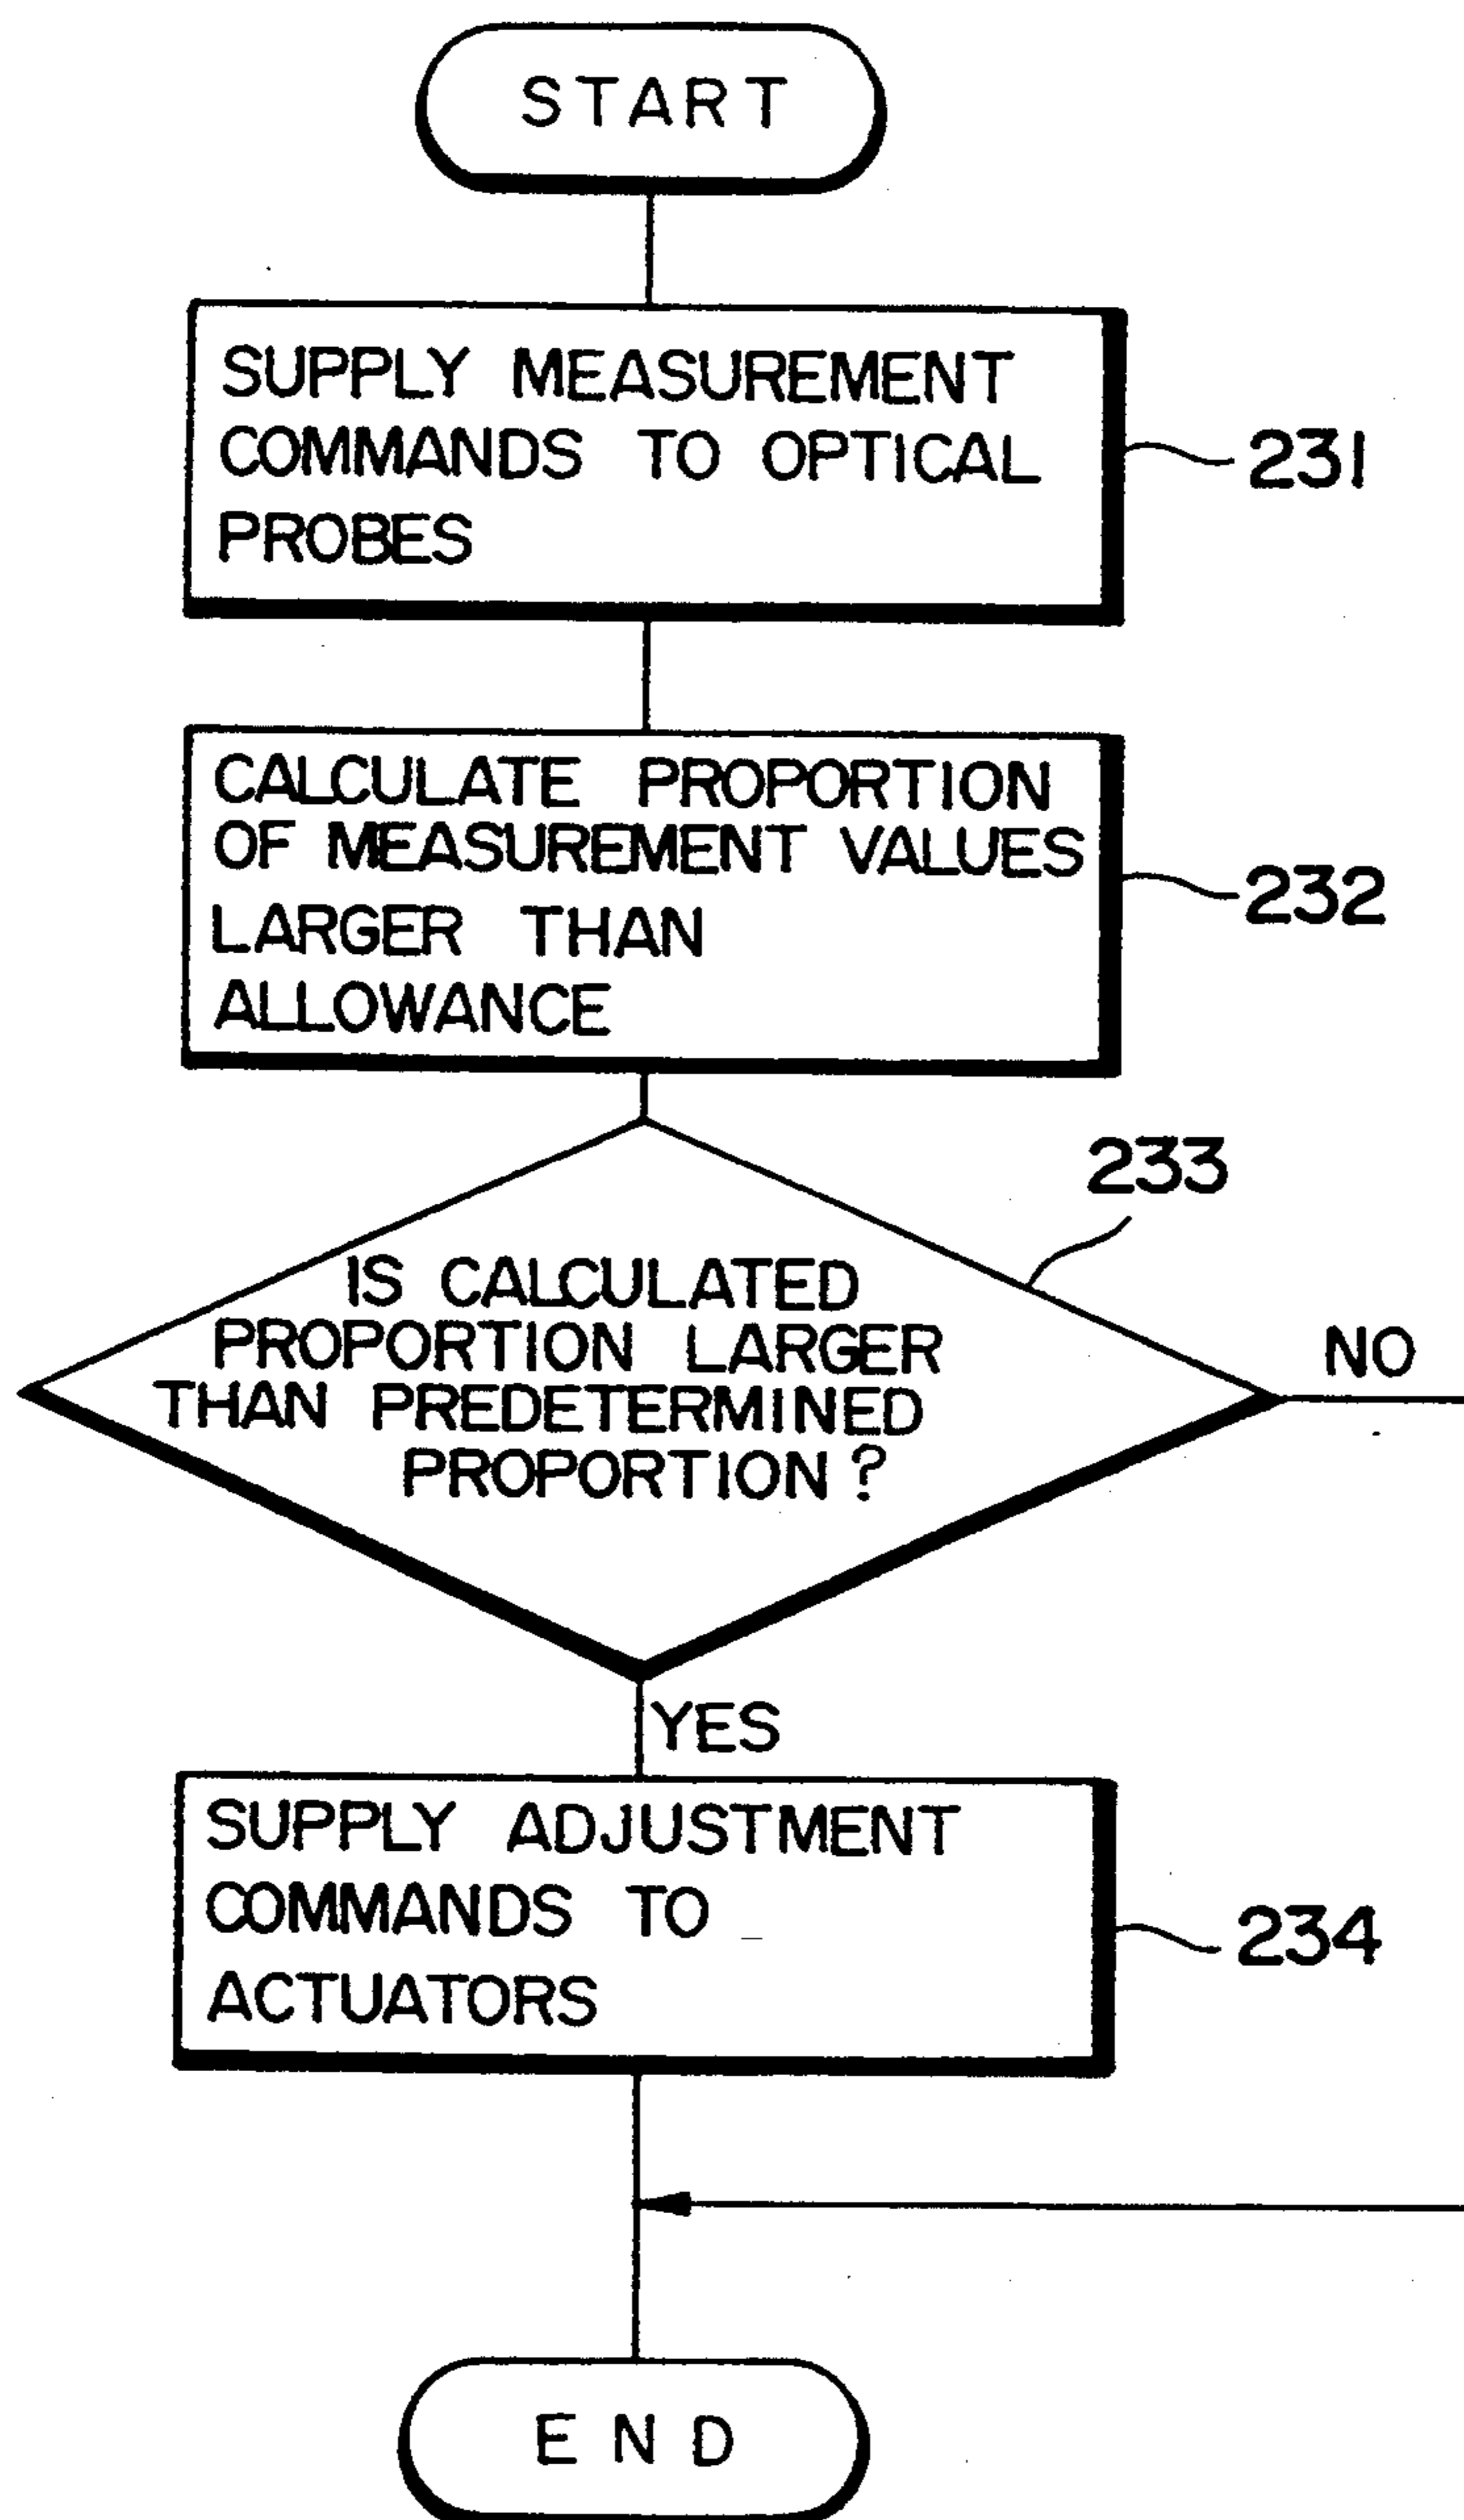 START
SUPPLY MEASUREMENT
COMMANDS TO OPTICAL
PROBES
231
CALCULATE PROPORTION
OF MEASUREMENT VALUES
LARGER THAN
ALLOWANCE
232
233
IS CALCULATED
PROPORTION LARGER
THAN PREDETERMINED
PROPORTION?
NO
YES
SUPPLY ADJUSTMENT
COMMANDS TO
ACTUATORS
234
END